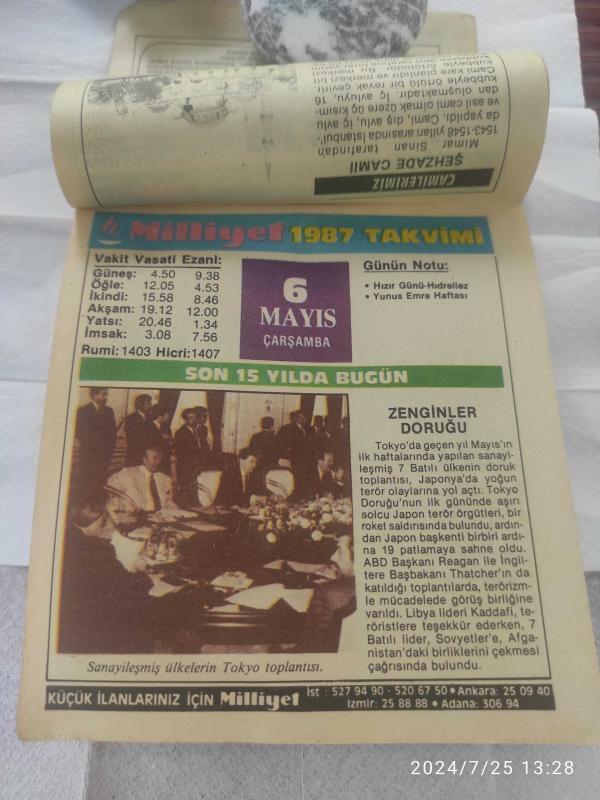 CAMİLERİMİZ
ŞEHZADE CAMİİ
Mimar Sinan tarafından
1543-1548 yılları arasında İstanbul'-
da yapıldı. Cami, dış avlu, iç avlu
ve asıl cami olmak üzere üç kısım-
dan oluşmaktadır. İç avluyu, 16
kubbeyle örtülü bir revak çevirir.
Cami kare planlıdır ve merkezi bir
Milliyet 1987 TAKVİMİ
Vakit Vasati Ezani:
Güneş: 4.50 9.38
Öğle: 12.05 4.53
İkindi: 15.58 8.46
Akşam: 19.12 12.00
Yatsı: 20.46 1.34
İmsak: 3.08 7.56
Rumi: 1403 Hicri: 1407
6
MAYIS
ÇARŞAMBA
Günün Notu:
• Hızır Günü-Hıdrellez
• Yunus Emre Haftası
SON 15 YILDA BUGÜN
ZENGİNLER
DORUĞU
Tokyo'da geçen yıl Mayıs'ın
ilk haftalarında yapılan sanayi-
leşmiş 7 Batılı ülkenin doruk
toplantısı, Japonya'da yoğun
terör olaylarına yol açtı. Tokyo
Doruğu'nun ilk gününde aşırı
solcu Japon terör örgütleri, bir
roket saldırısında bulundu, ardın-
dan Japon başkenti birbiri ardı-
na 19 patlamaya sahne oldu.
ABD Başkanı Reagan ile İngil-
tere Başbakanı Thatcher'ın da
katıldığı toplantılarda, terörizm-
le mücadelede görüş birliğine
varıldı. Libya lideri Kaddafi, te-
röristlere teşekkür ederken, 7
Batılı lider, Sovyetler'e, Afga-
nistan'daki birliklerini çekmesi
çağrısında bulundu.
Sanayileşmiş ülkelerin Tokyo toplantısı.
KÜÇÜK İLANLARINIZ İÇİN Milliyet İst : 527 94 90 - 520 67 50 • Ankara: 25 09 40
İzmir: 25 88 88 • Adana: 306 94
2024/7/25 13:28